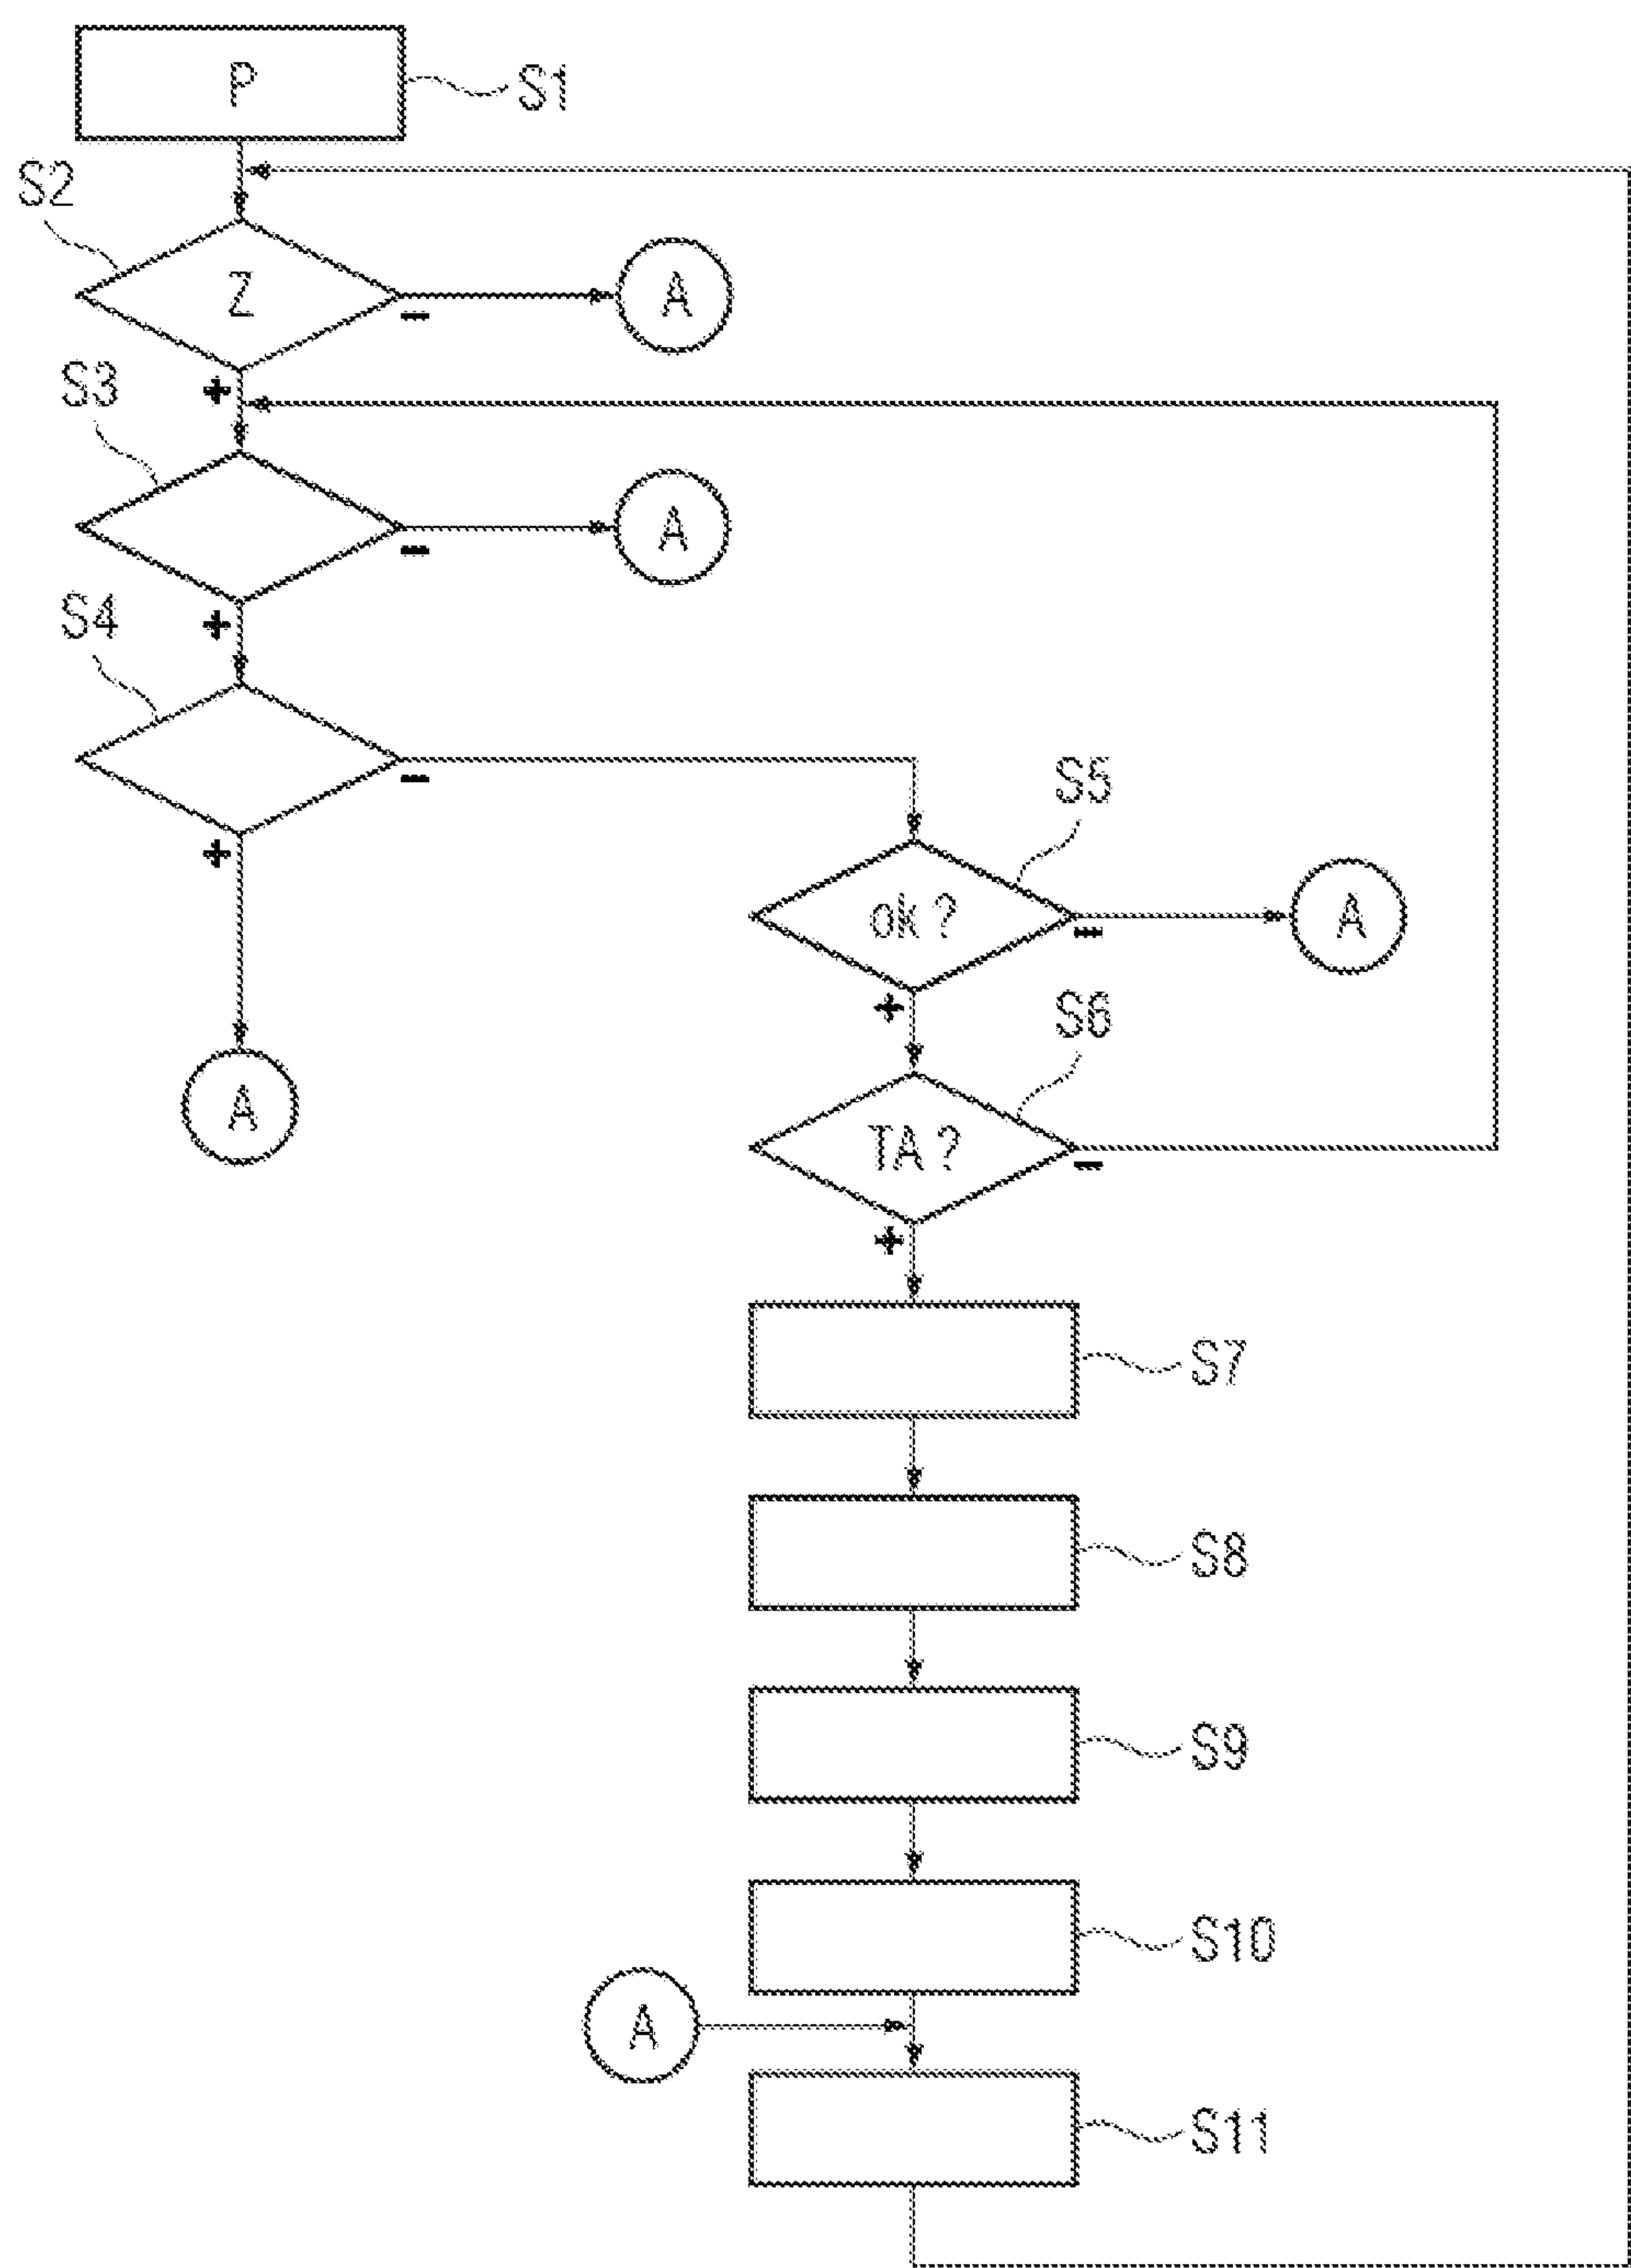 P
S1
S2
Z
-
A
+
S3
-
A
+
S4
-
+
S5
ok ?
-
A
+
S6
A
TA ?
-
+
S7
S8
S9
S10
A
S11